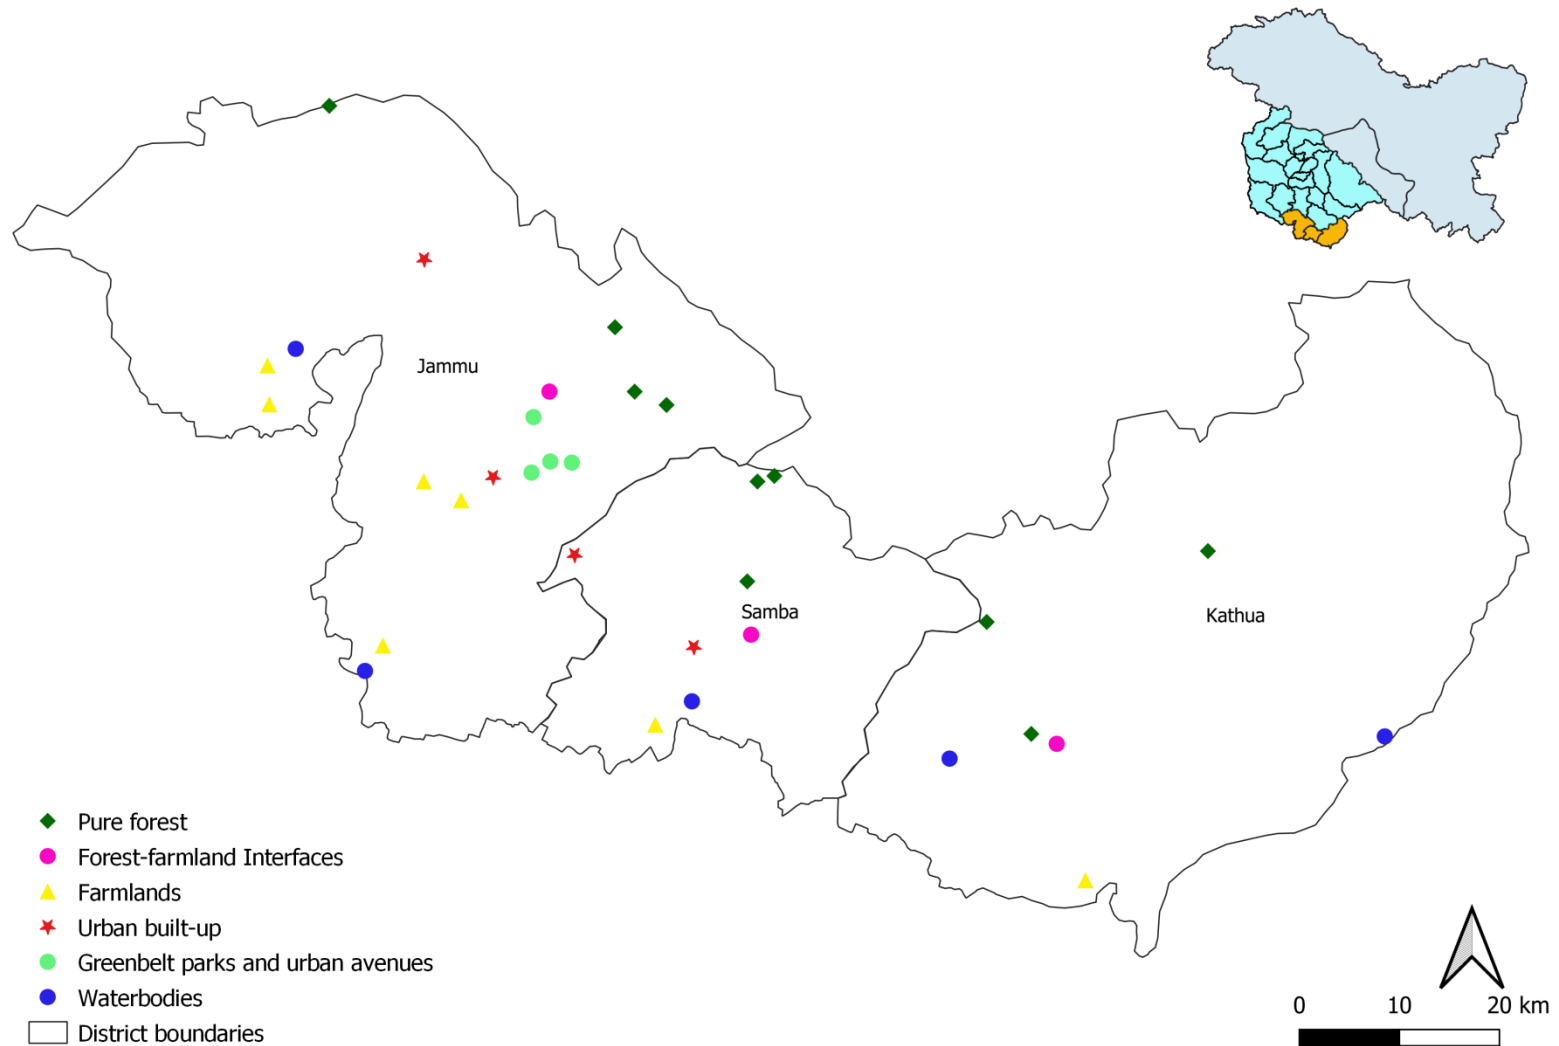 Jammu
Samba
Kathua
Pure forest
Forest-farmland Interfaces
Farmlands
Urban built-up
Greenbelt parks and urban avenues
Waterbodies
District boundaries
0 10 20 km